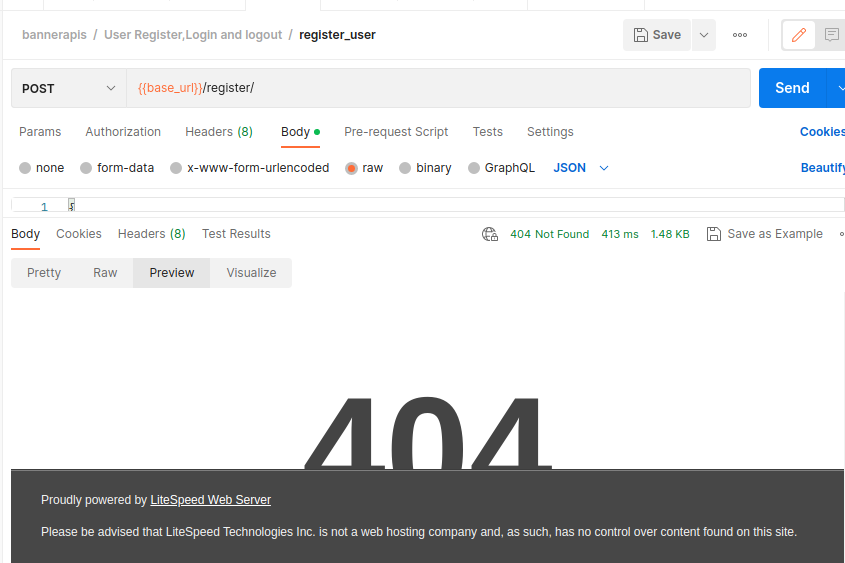 bannerapis / User Register,Login and logout / register_user
Save
POST {{base_url}}/register/ Send
Params Authorization Headers (8) Body Pre-request Script Tests Settings Cookies
none form-data x-www-form-urlencoded raw binary GraphQL JSON Beautify
1 {
Body Cookies Headers (8) Test Results 404 Not Found 413 ms 1.48 KB Save as Example
Pretty Raw Preview Visualize
404
Proudly powered by LiteSpeed Web Server
Please be advised that LiteSpeed Technologies Inc. is not a web hosting company and, as such, has no control over content found on this site.